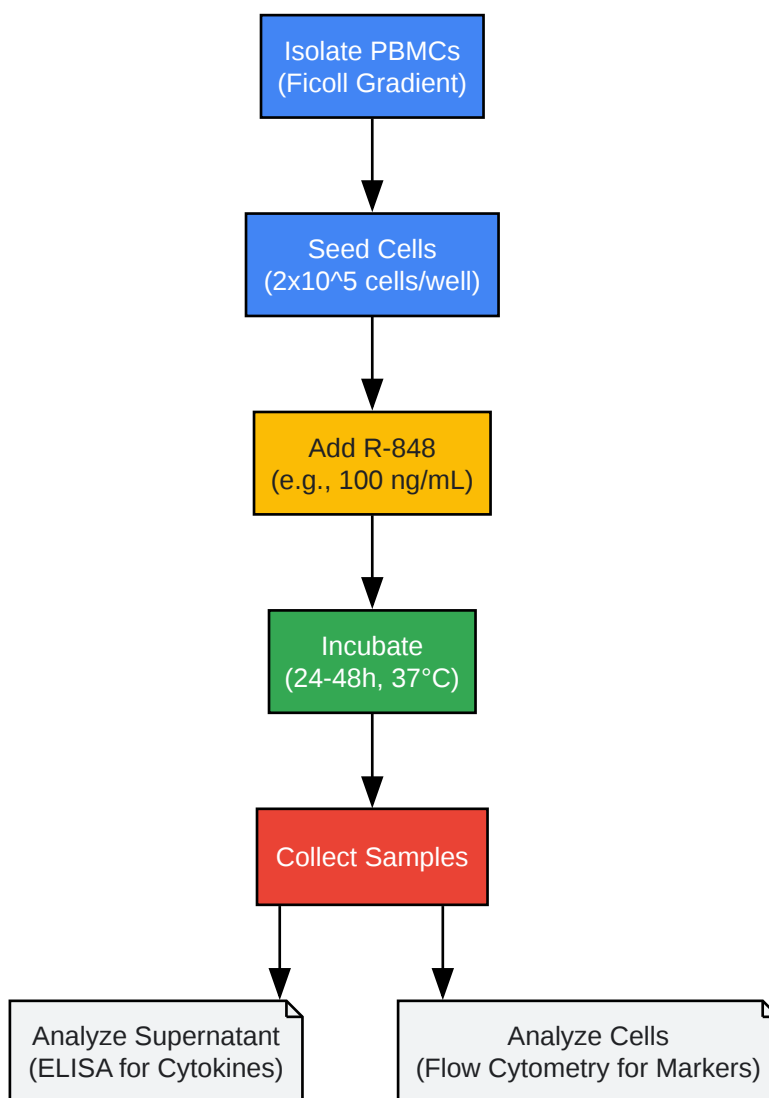 Isolate PBMCs
(Ficoll Gradient)
Seed Cells
(2x10^5 cells/well)
Add R-848
(e.g., 100 ng/mL)
Incubate
(24-48h, 37°C)
Collect Samples
Analyze Supernatant
(ELISA for Cytokines)
Analyze Cells
(Flow Cytometry for Markers)